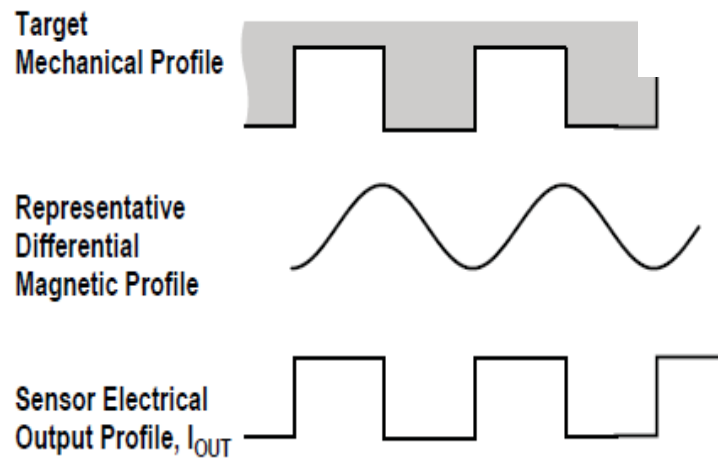 Target
Mechanical Profile
Representative
Differential
Magnetic Profile
Sensor Electrical
Output Profile, IOUT